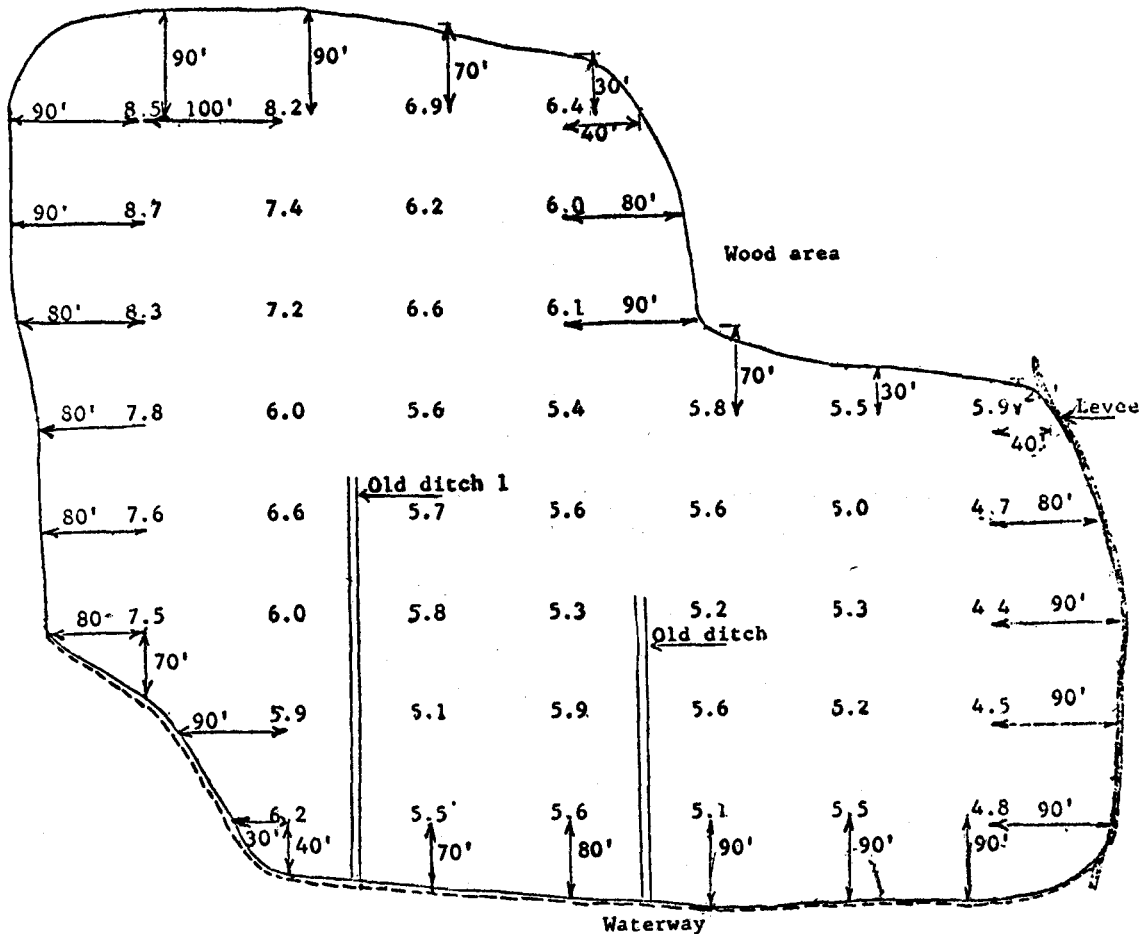 90' 90' 70' 30'
90' 8.5 100' 8.2 6.9 6.4 40'
90' 8.7 7.4 6.2 6.0 80'
Wood area
80' 8.3 7.2 6.6 6.1 90'
70' 30'
80' 7.8 6.0 5.6 5.4 5.8 5.5 5.9 Levee
40'
Old ditch 1
80' 7.6 6.6 5.7 5.6 5.6 5.0 4.7 80'
80 7.5 6.0 5.8 5.3 5.2 5.3 4 4 90'
Old ditch
70'
90' 5.9 5.1 5.9 5.6 5.2 4.5 90'
6.2 5.5 5.6 5.1 5.5 4.8 90'
30' 40' 70' 80' 90' 90' 90'
Waterway